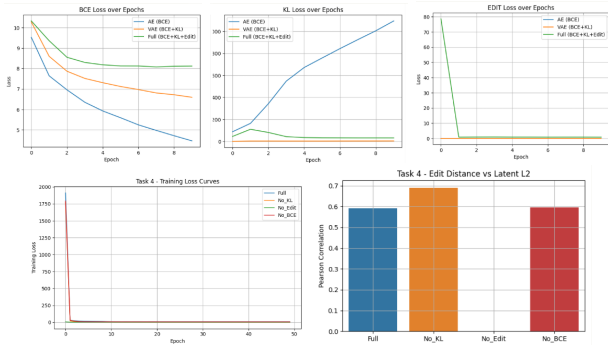 BCE Loss over Epochs
AE (BCE)
VAE (BCE+KL)
Full (BCE+KL+Edit)
10
9
8
7
6
5
Loss
0 2 4 6 8
Epoch
KL Loss over Epochs
AE (BCE)
VAE (BCE+KL)
Full (BCE+KL+Edit)
0 2 4 6 8
Epoch
EDIT Loss over Epochs
AE (BCE)
VAE (BCE+KL)
Full (BCE+KL+Edit)
80
70
60
50
40
30
20
10
0
Loss
0 2 4 6 8
Epoch
Task 4 - Training Loss Curves
Full
No_KL
No_Edit
No_BCE
2000
1750
1500
1250
1000
750
500
250
0
Training Loss
0 10 20 30 40 50
Epoch
Task 4 - Edit Distance vs Latent L2
0.7
0.6
0.5
0.4
0.3
0.2
0.1
0.0
Pearson Correlation
Full No_KL No_Edit No_BCE